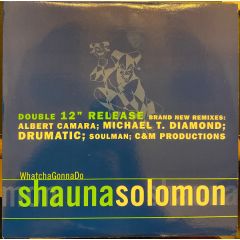 DOUBLE 12" RELEASE BRAND NEW REMIXES:
ALBERT CAMARA; MICHAEL T. DIAMOND;
DRUMATIC; SOULMAN; C&M PRODUCTIONS
WhatchaGonnaDo
shaunasolomon